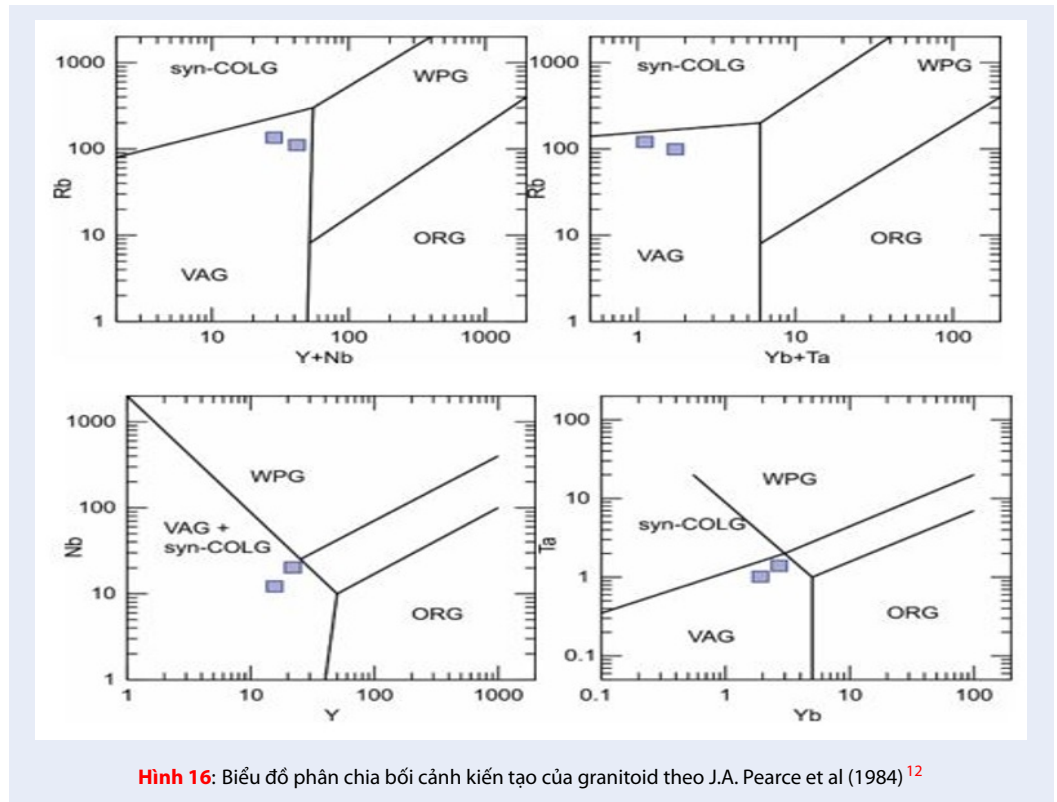 1000
syn-COLG
WPG
100
Rb
10
VAG
ORG
1
10
100
1000
Y+Nb
1000
syn-COLG
WPG
100
Rb
10
VAG
ORG
1
1
10
100
Yb+Ta
1000
WPG
100
VAG +
syn-COLG
Nb
10
ORG
1
1
10
100
1000
Y
100
WPG
10
syn-COLG
Ta
1
VAG
ORG
0.1
0.1
1
10
100
Yb
Hình 16: Biểu đồ phân chia bối cảnh kiến tạo của granitoid theo J.A. Pearce et al (1984) 12